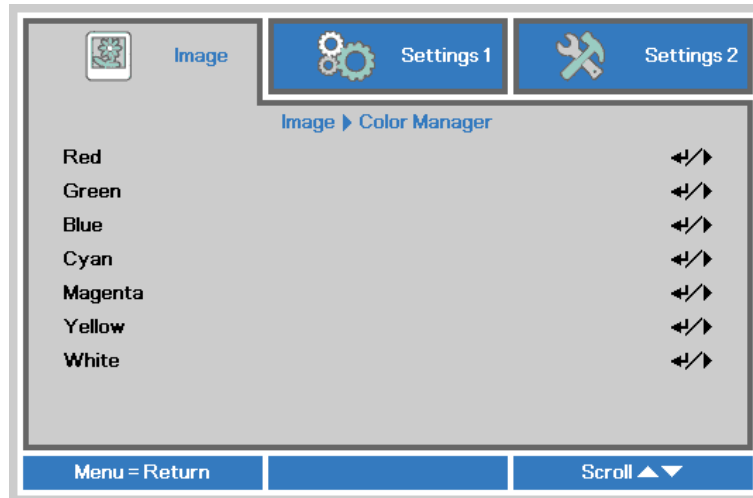 Image
Settings 1
Settings 2
Image ▶ Color Manager
Red ↵/▶
Green ↵/▶
Blue ↵/▶
Cyan ↵/▶
Magenta ↵/▶
Yellow ↵/▶
White ↵/▶
Menu = Return
Scroll ▲▼